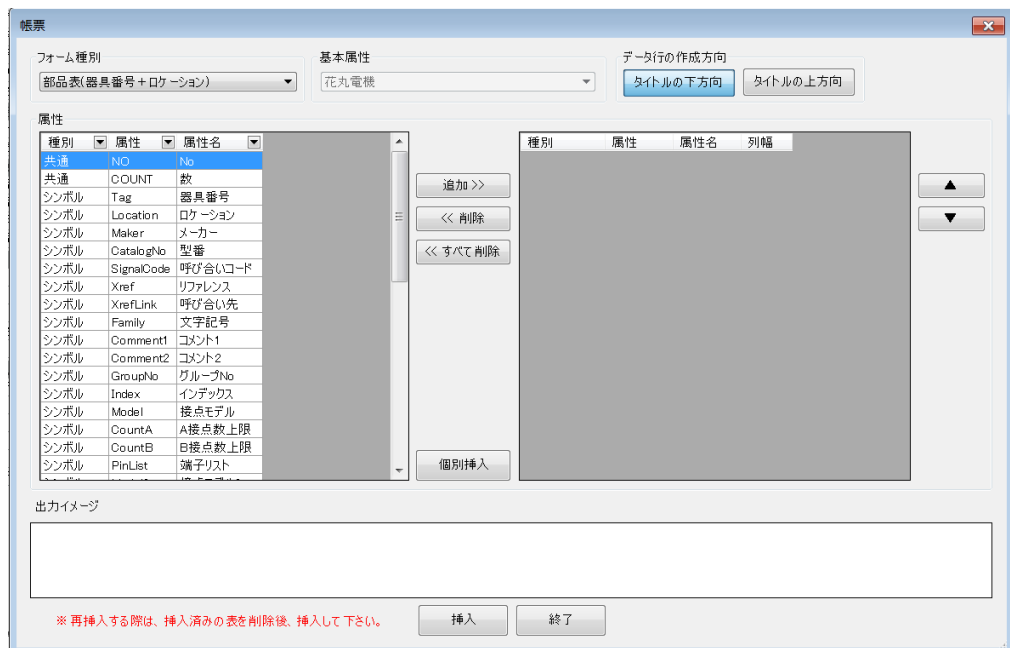 帳票
フォーム種別 基本属性 データ行の作成方向
部品表(器具番号+ロケーション) 花丸電機 タイトルの下方向 タイトルの上方向
属性
種別 属性 属性名
共通 NO No
共通 COUNT 数
シンボル Tag 器具番号
シンボル Location ロケーション
シンボル Maker メーカー
シンボル CatalogNo 型番
シンボル SignalCode 呼び合いコード
シンボル Xref リファレンス
シンボル XrefLink 呼び合い先
シンボル Family 文字記号
シンボル Comment1 コメント1
シンボル Comment2 コメント2
シンボル GroupNo グループNo
シンボル Index インデックス
シンボル Model 接点モデル
シンボル CountA A接点数上限
シンボル CountB B接点数上限
シンボル PinList 端子リスト
追加 >>
<< 削除
<< すべて削除
個別挿入
種別 属性 属性名 列幅
▲
▼
出力イメージ
※ 再挿入する際は、挿入済みの表を削除後、挿入して下さい。
挿入 終了